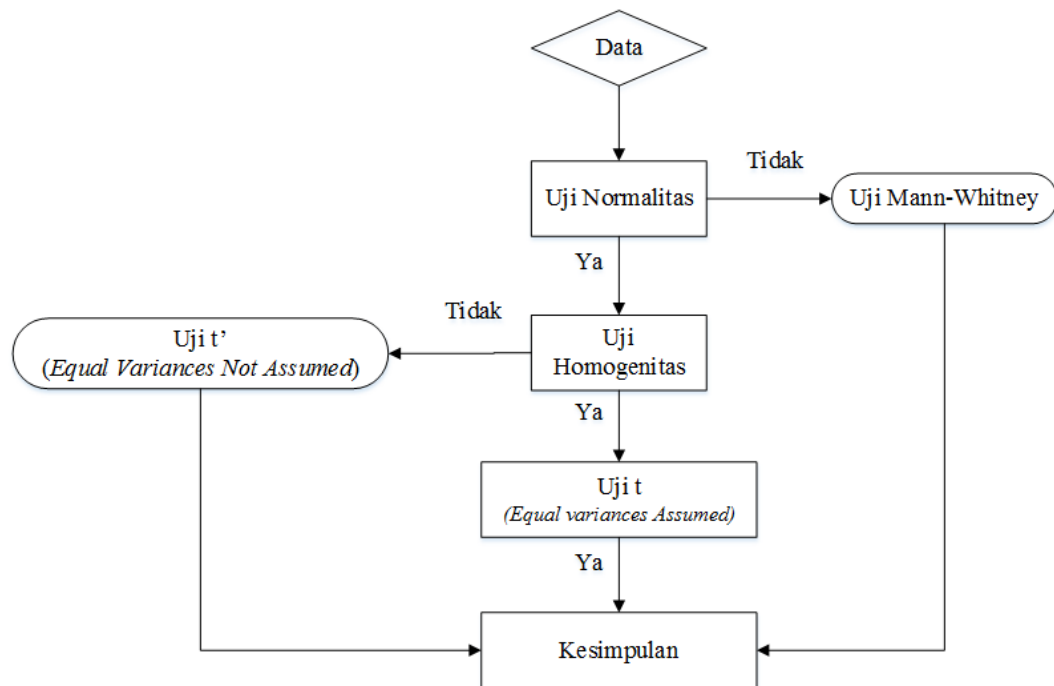 Data
Tidak
Uji Normalitas
Uji Mann-Whitney
Ya
Tidak
Uji t’
(Equal Variances Not Assumed)
Uji
Homogenitas
Ya
Uji t
(Equal variances Assumed)
Ya
Kesimpulan